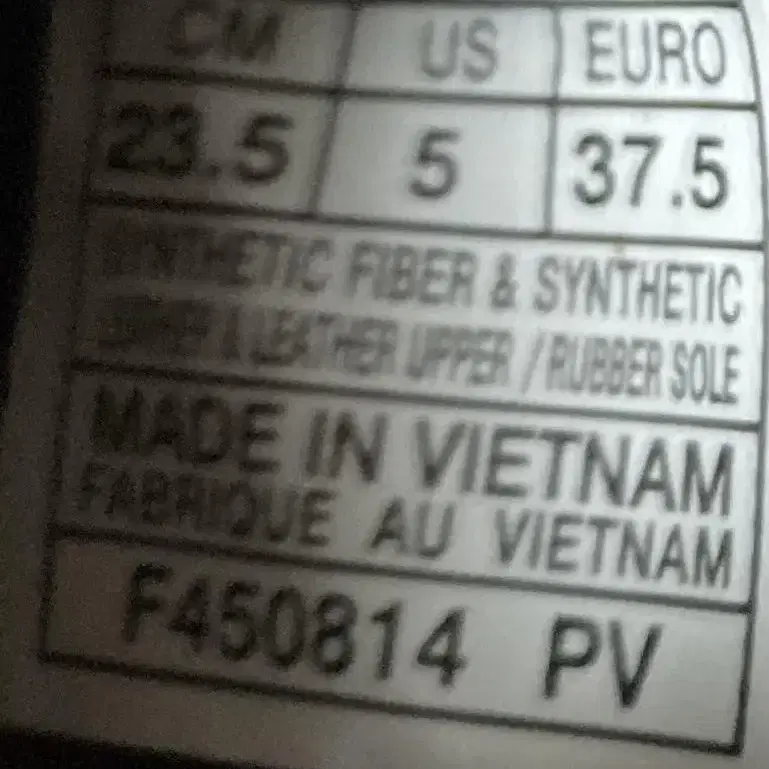 CM US EURO
23.5 5 37.5
SYNTHETIC FIBER & SYNTHETIC
LEATHER & LEATHER UPPER / RUBBER SOLE
MADE IN VIETNAM
FABRIQUE AU VIETNAM
F450814 PV